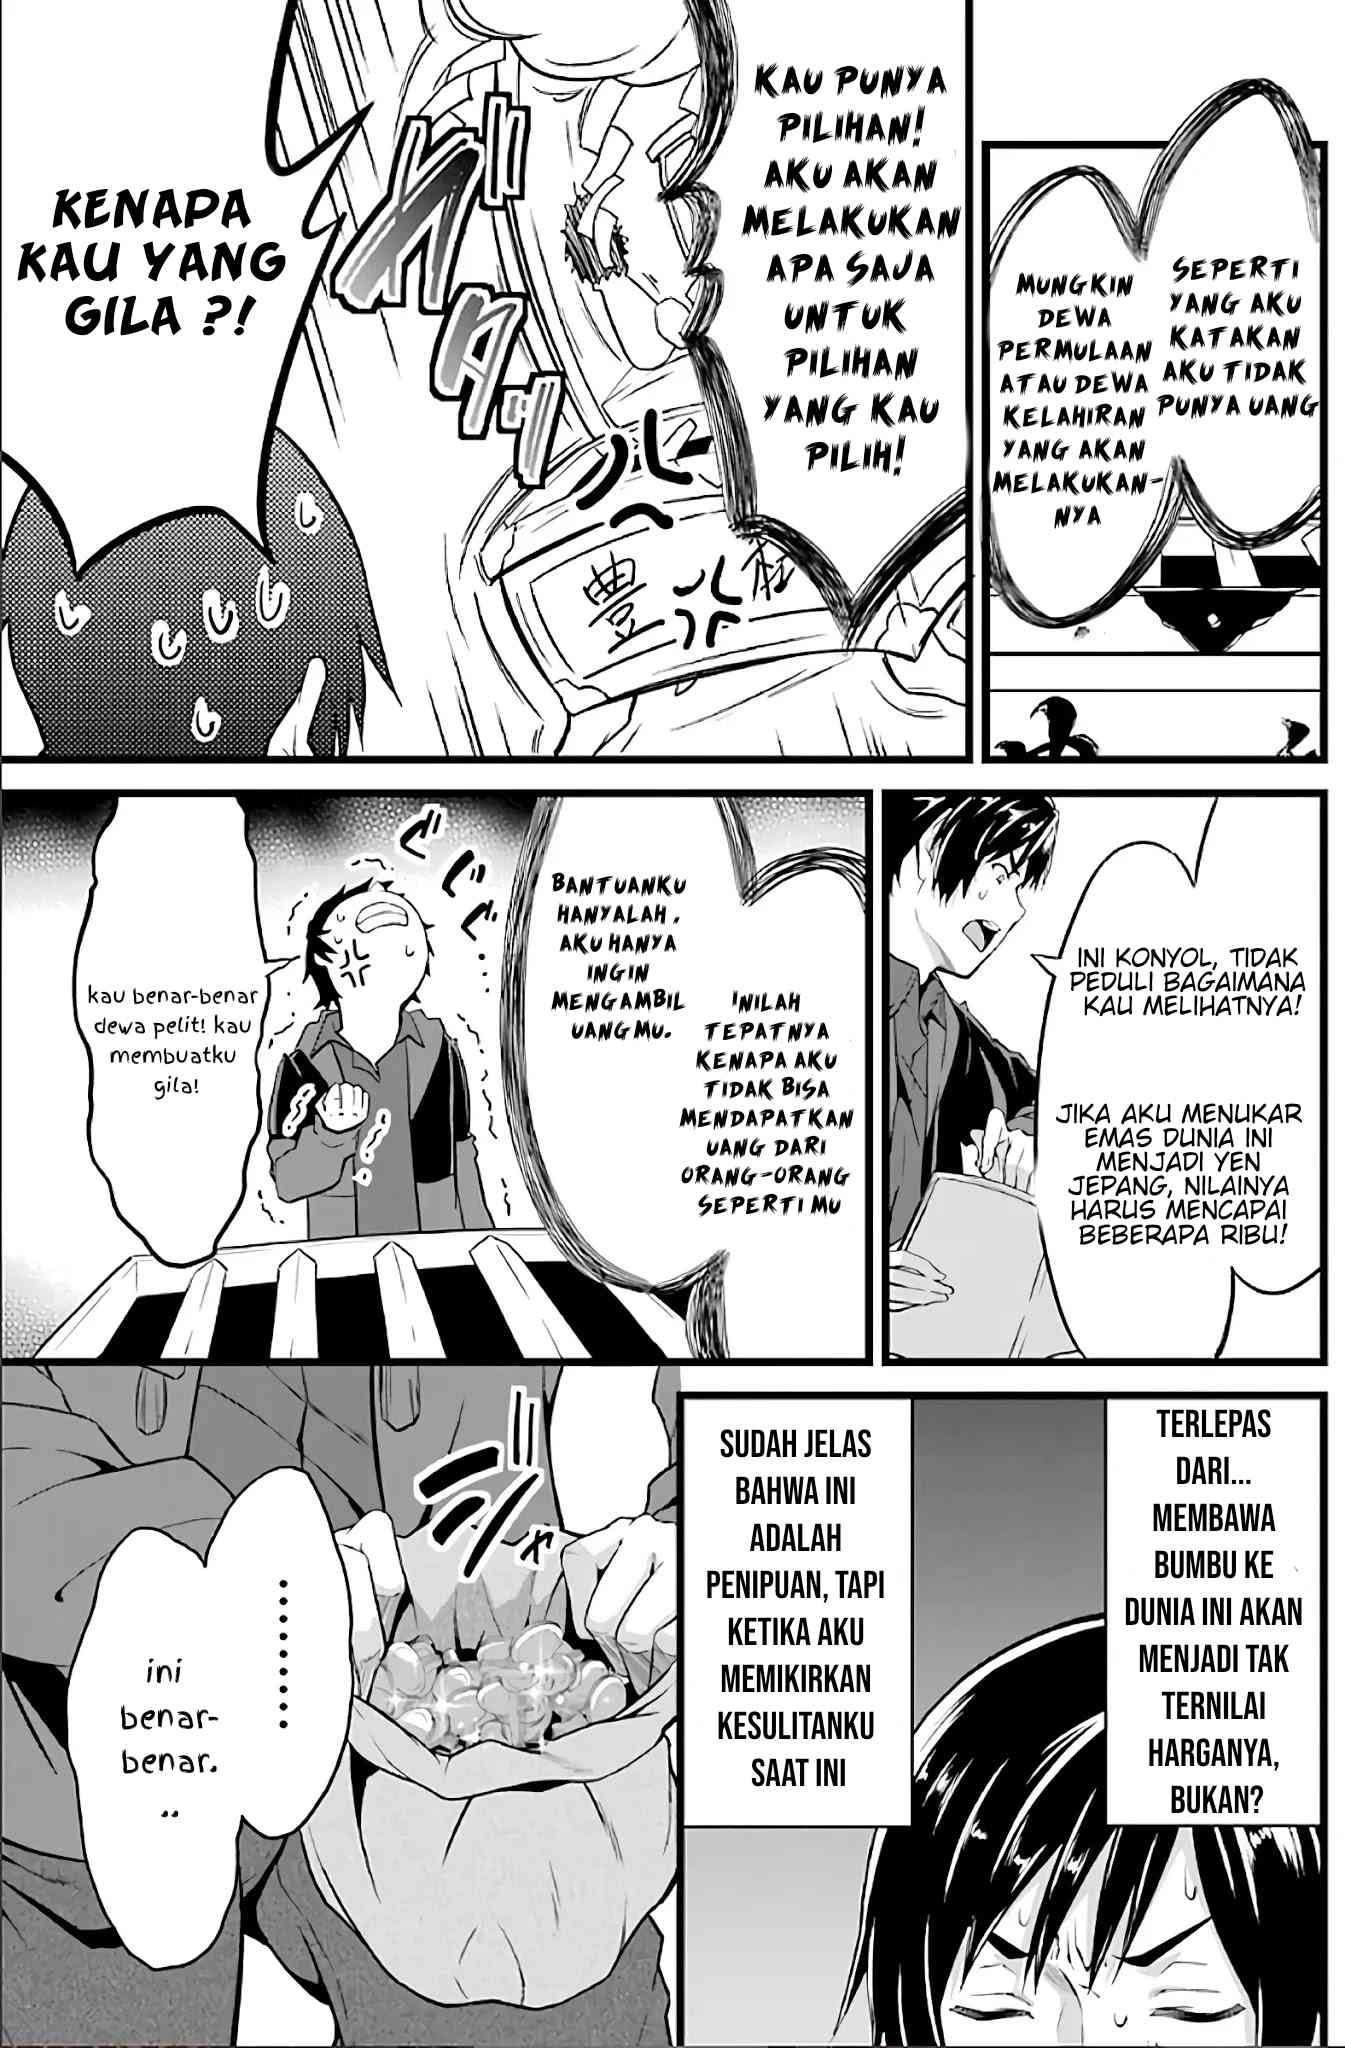 SEPERTI
YANG AKU
KATAKAN
AKU TIDAK
PUNYA UANG
MUNGKIN
DEWA
PERMULAAN
ATAU DEWA
KELAHIRAN
YANG AKAN
MELAKUKAN-
NYA
KAU PUNYA
PILIHAN!
AKU AKAN
MELAKUKAN
APA SAJA
UNTUK
PILIHAN
YANG KAU
PILIH!
KENAPA
KAU YANG
GILA ?!
豊
INI KONYOL, TIDAK
PEDULI BAGAIMANA
KAU MELIHATNYA!
JIKA AKU MENUKAR
EMAS DUNIA INI
MENJADI YEN
JEPANG, NILAINYA
HARUS MENCAPAI
BEBERAPA RIBU!
INILAH
TEPATNYA
KENAPA AKU
TIDAK BISA
MENDAPATKAN
UANG DARI
ORANG-ORANG
SEPERTI MU
BANTUANKU
HANYALAH .
AKU HANYA
INGIN
MENGAMBIL
UANG MU.
kau benar-benar
dewa pelit! kau
membuatku
gila!
TERLEPAS
DARI...
MEMBAWA
BUMBU KE
DUNIA INI AKAN
MENJADI TAK
TERNILAI
HARGANYA,
BUKAN?
SUDAH JELAS
BAHWA INI
ADALAH
PENIPUAN, TAPI
KETIKA AKU
MEMIKIRKAN
KESULITANKU
SAAT INI
.........
ini
benar-
benar.
..